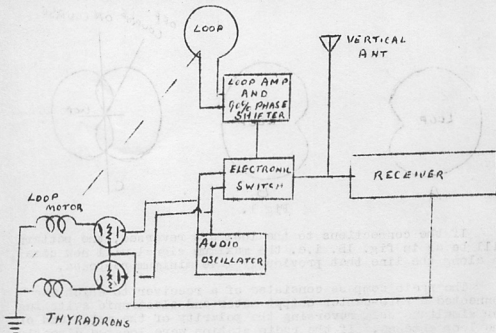 LOOP
VERTICAL
ANT
LOOP AMP
AND
90° PHASE
SHIFTER
ELECTRONIC
SWITCH
RECEIVER
LOOP
MOTOR
AUDIO
OSCILLATOR
THYRADRONS